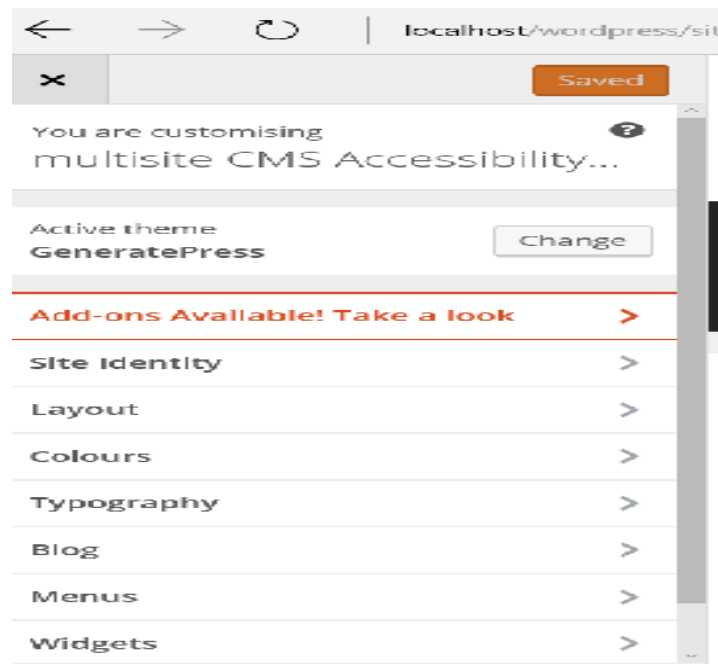 localhost/wordpress/sit
Saved
You are customising
multisite CMS Accessibility...
Active theme
GeneratePress
Change
Add-ons Available! Take a look
Site Identity
Layout
Colours
Typography
Blog
Menus
Widgets